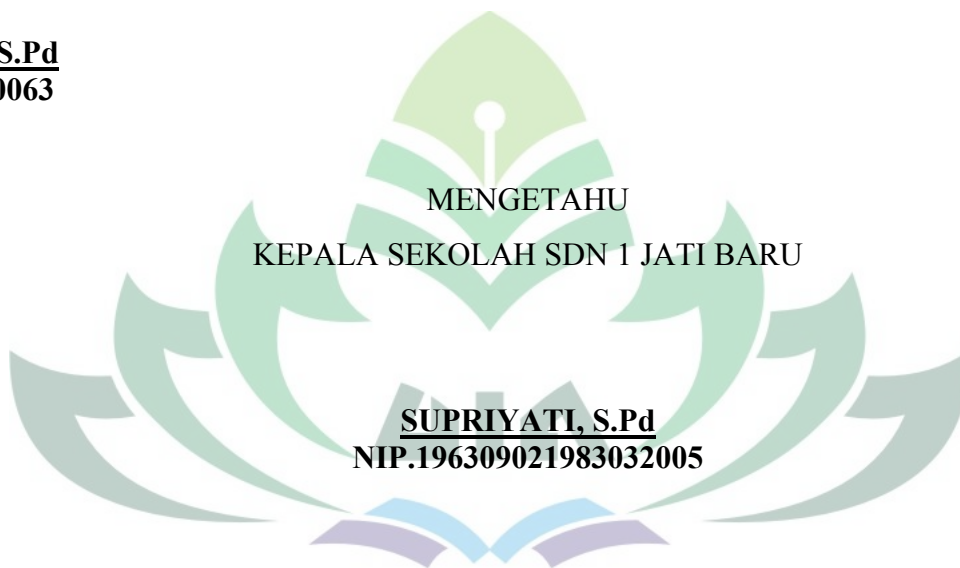 S.Pd
0063
MENGETAHU
KEPALA SEKOLAH SDN 1 JATI BARU
SUPRIYATI, S.Pd
NIP.196309021983032005